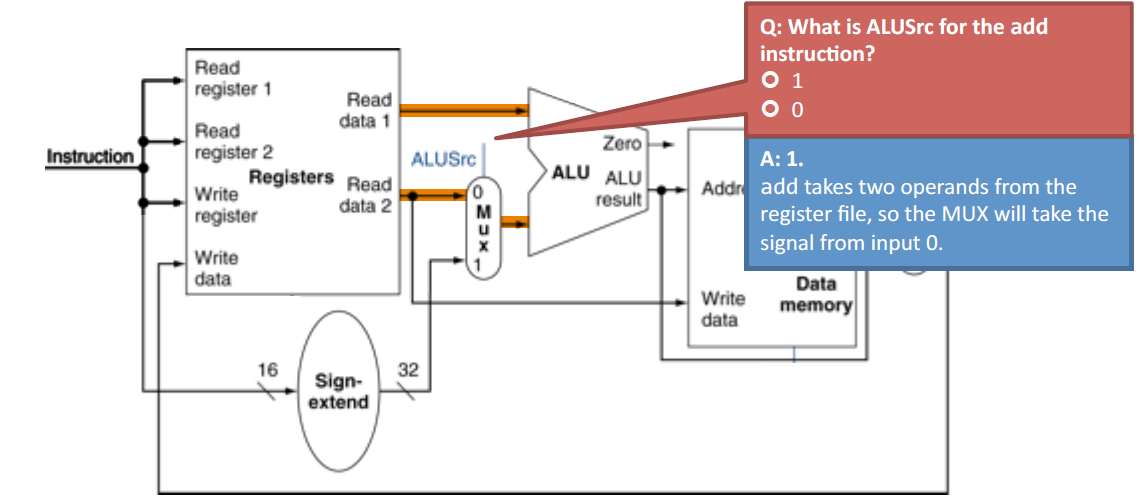 Q: What is ALUSrc for the add
instruction?
1
0
A: 1.
add takes two operands from the
register file, so the MUX will take the
signal from input 0.
Instruction
Read
register 1
Read
register 2
Write
register
Write
data
Registers
Read
data 1
Read
data 2
ALUSrc
0
M
u
x
1
ALU
Zero
ALU
result
Addre
Write
data
Data
memory
16
Sign-
extend
32